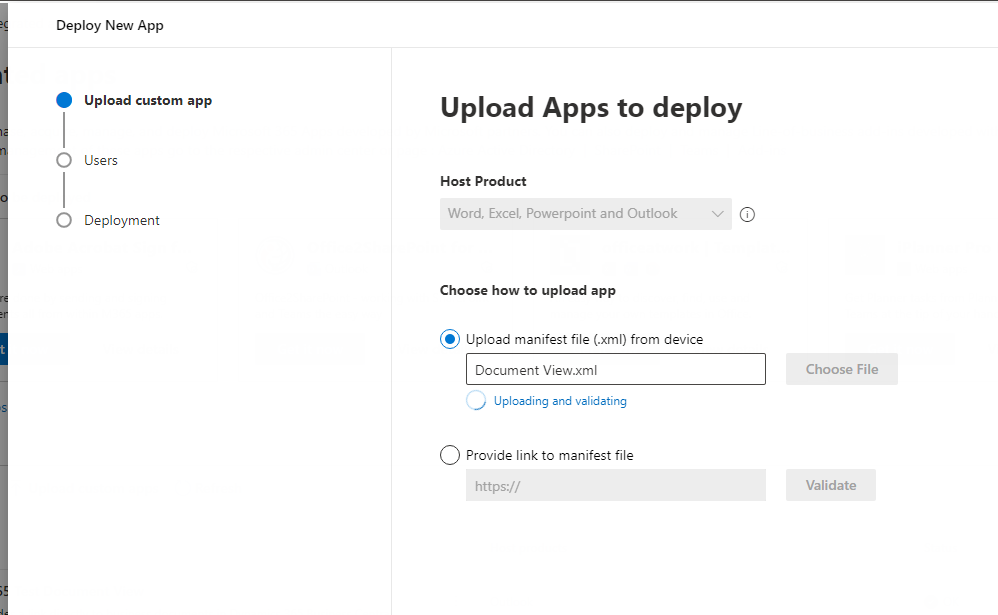 Deploy New App
Upload custom app
Users
Deployment
Upload Apps to deploy
Host Product
Word, Excel, Powerpoint and Outlook
Choose how to upload app
Upload manifest file (.xml) from device
Document View.xml
Choose File
Uploading and validating
Provide link to manifest file
https://
Validate